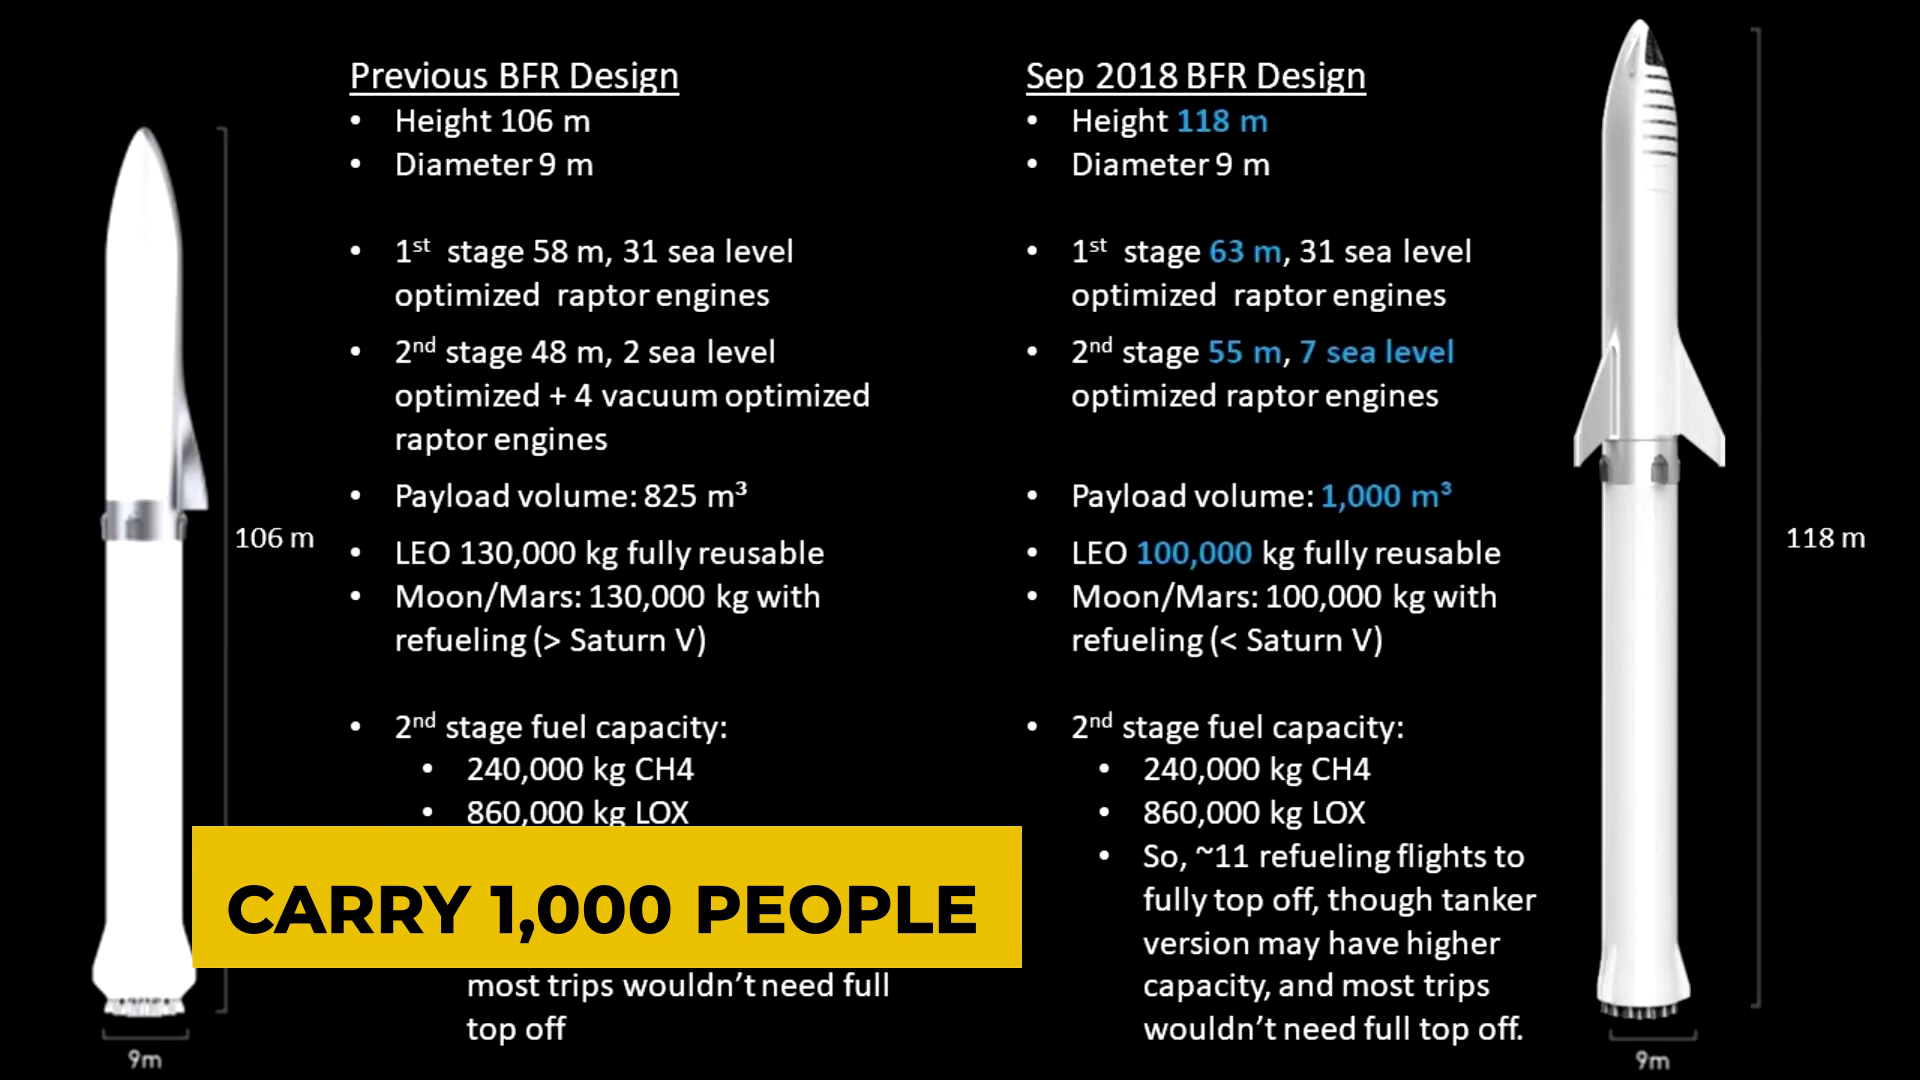 Previous BFR Design
• Height 106 m
• Diameter 9 m
• 1st stage 58 m, 31 sea level
optimized raptor engines
• 2nd stage 48 m, 2 sea level
optimized + 4 vacuum optimized
raptor engines
• Payload volume: 825 m³
• LEO 130,000 kg fully reusable
• Moon/Mars: 130,000 kg with
refueling (> Saturn V)
• 2nd stage fuel capacity:
• 240,000 kg CH4
• 860,000 kg LOX
most trips wouldn’t need full
top off
106 m
9m
CARRY 1,000 PEOPLE
Sep 2018 BFR Design
• Height 118 m
• Diameter 9 m
• 1st stage 63 m, 31 sea level
optimized raptor engines
• 2nd stage 55 m, 7 sea level
optimized raptor engines
• Payload volume: 1,000 m³
• LEO 100,000 kg fully reusable
• Moon/Mars: 100,000 kg with
refueling (< Saturn V)
• 2nd stage fuel capacity:
• 240,000 kg CH4
• 860,000 kg LOX
• So, ~11 refueling flights to
fully top off, though tanker
version may have higher
capacity, and most trips
wouldn’t need full top off.
118 m
9m